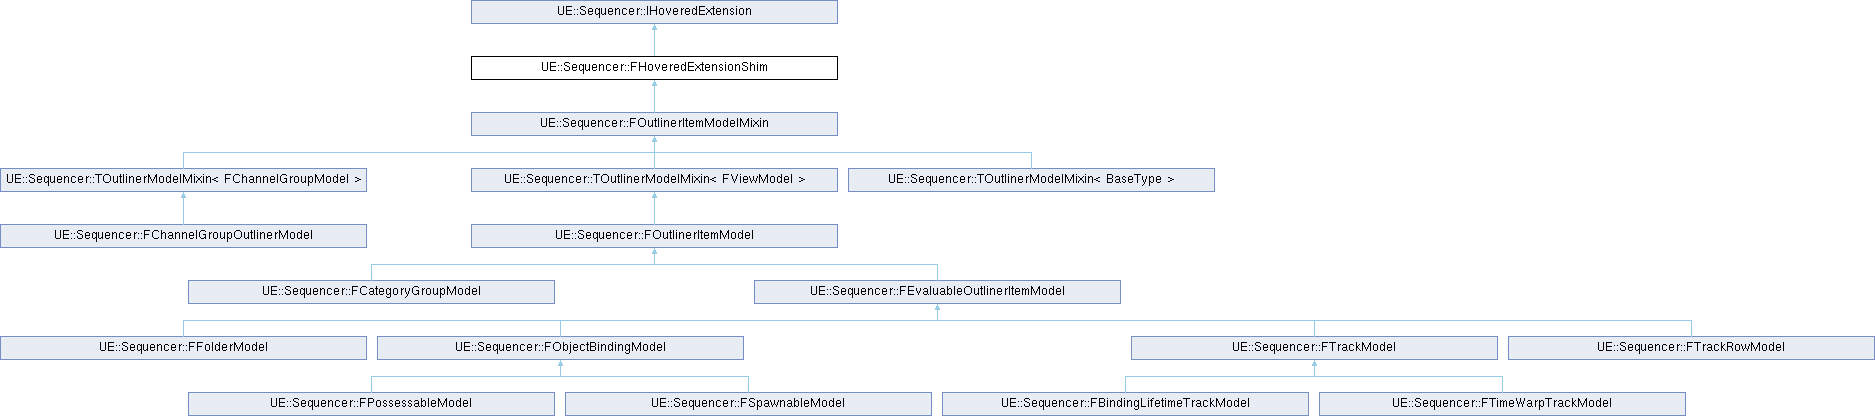 UE::Sequencer::IHoveredExtension
UE::Sequencer::FHoveredExtensionShim
UE::Sequencer::FOutlinerItemModelMixin
UE::Sequencer::TOutlinerModelMixin< FChannelGroupModel >
UE::Sequencer::TOutlinerModelMixin< FViewModel >
UE::Sequencer::TOutlinerModelMixin< BaseType >
UE::Sequencer::FChannelGroupOutlinerModel
UE::Sequencer::FOutlinerItemModel
UE::Sequencer::FCategoryGroupModel
UE::Sequencer::FEvaluableOutlinerItemModel
UE::Sequencer::FFolderModel
UE::Sequencer::FObjectBindingModel
UE::Sequencer::FTrackModel
UE::Sequencer::FTrackRowModel
UE::Sequencer::FPossessableModel
UE::Sequencer::FSpawnableModel
UE::Sequencer::FBindingLifetimeTrackModel
UE::Sequencer::FTimeWarpTrackModel